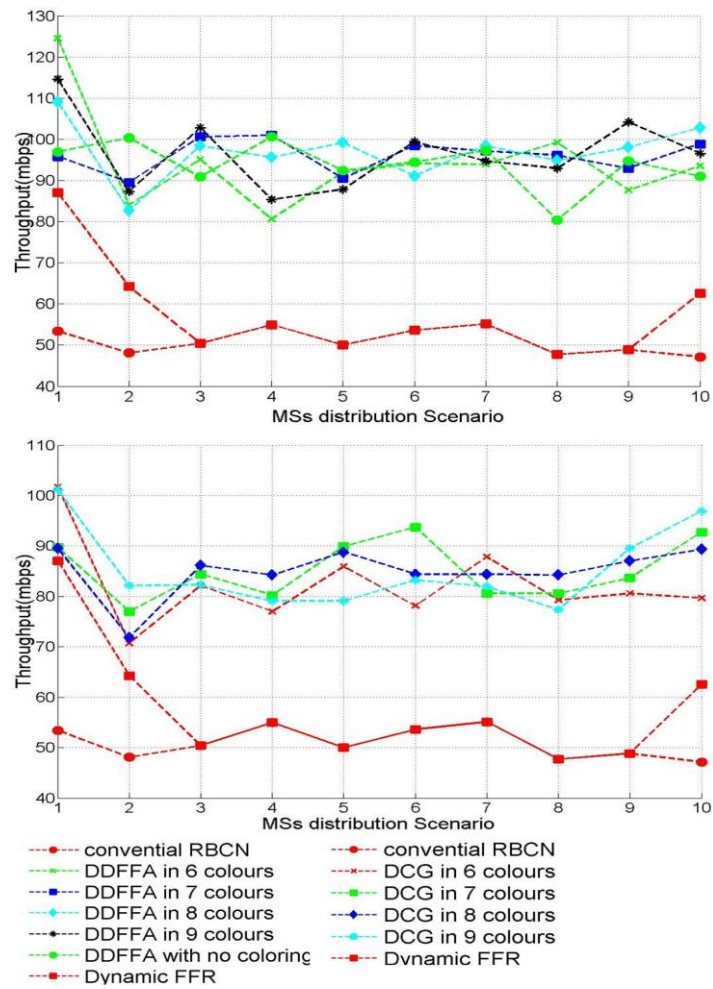 130
120
110
100
90
80
70
60
50
40
Throughput(mbps)
1 2 3 4 5 6 7 8 9 10
MSs distribution Scenario
110
100
90
80
70
60
50
40
Throughput(mbps)
1 2 3 4 5 6 7 8 9 10
MSs distribution Scenario
convential RBCN
DDFFA in 6 colours
DDFFA in 7 colours
DDFFA in 8 colours
DDFFA in 9 colours
DDFFA with no coloring
Dynamic FFR
convential RBCN
DCG in 6 colours
DCG in 7 colours
DCG in 8 colours
DCG in 9 colours
Dynamic FFR